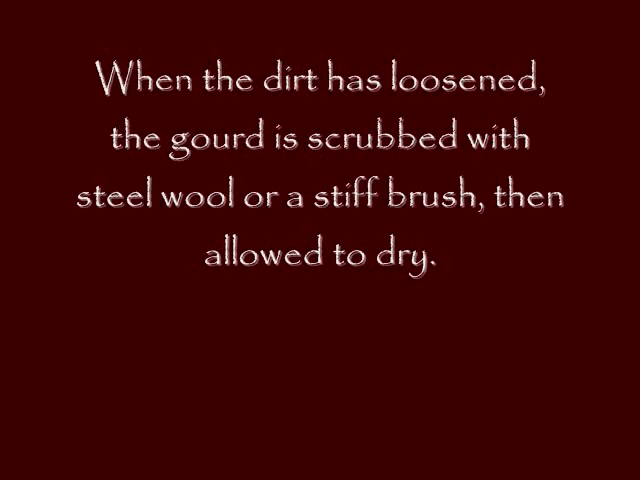 When the dirt has loosened,
the gourd is scrubbed with
steel wool or a stiff brush, then
allowed to dry.